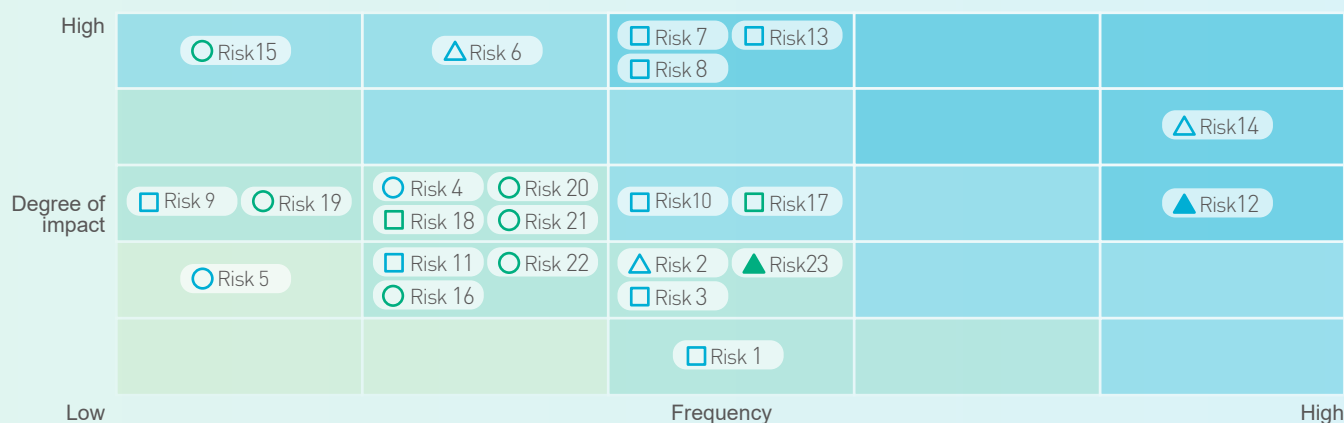 High
Risk15
Risk 6
Risk 7
Risk13
Risk 8
Risk14
Degree of
impact
Risk 9
Risk 19
Risk 4
Risk 20
Risk 18
Risk 21
Risk10
Risk17
Risk12
Risk 5
Risk 11
Risk 22
Risk 16
Risk 2
Risk23
Risk 3
Risk 1
Low
Frequency
High